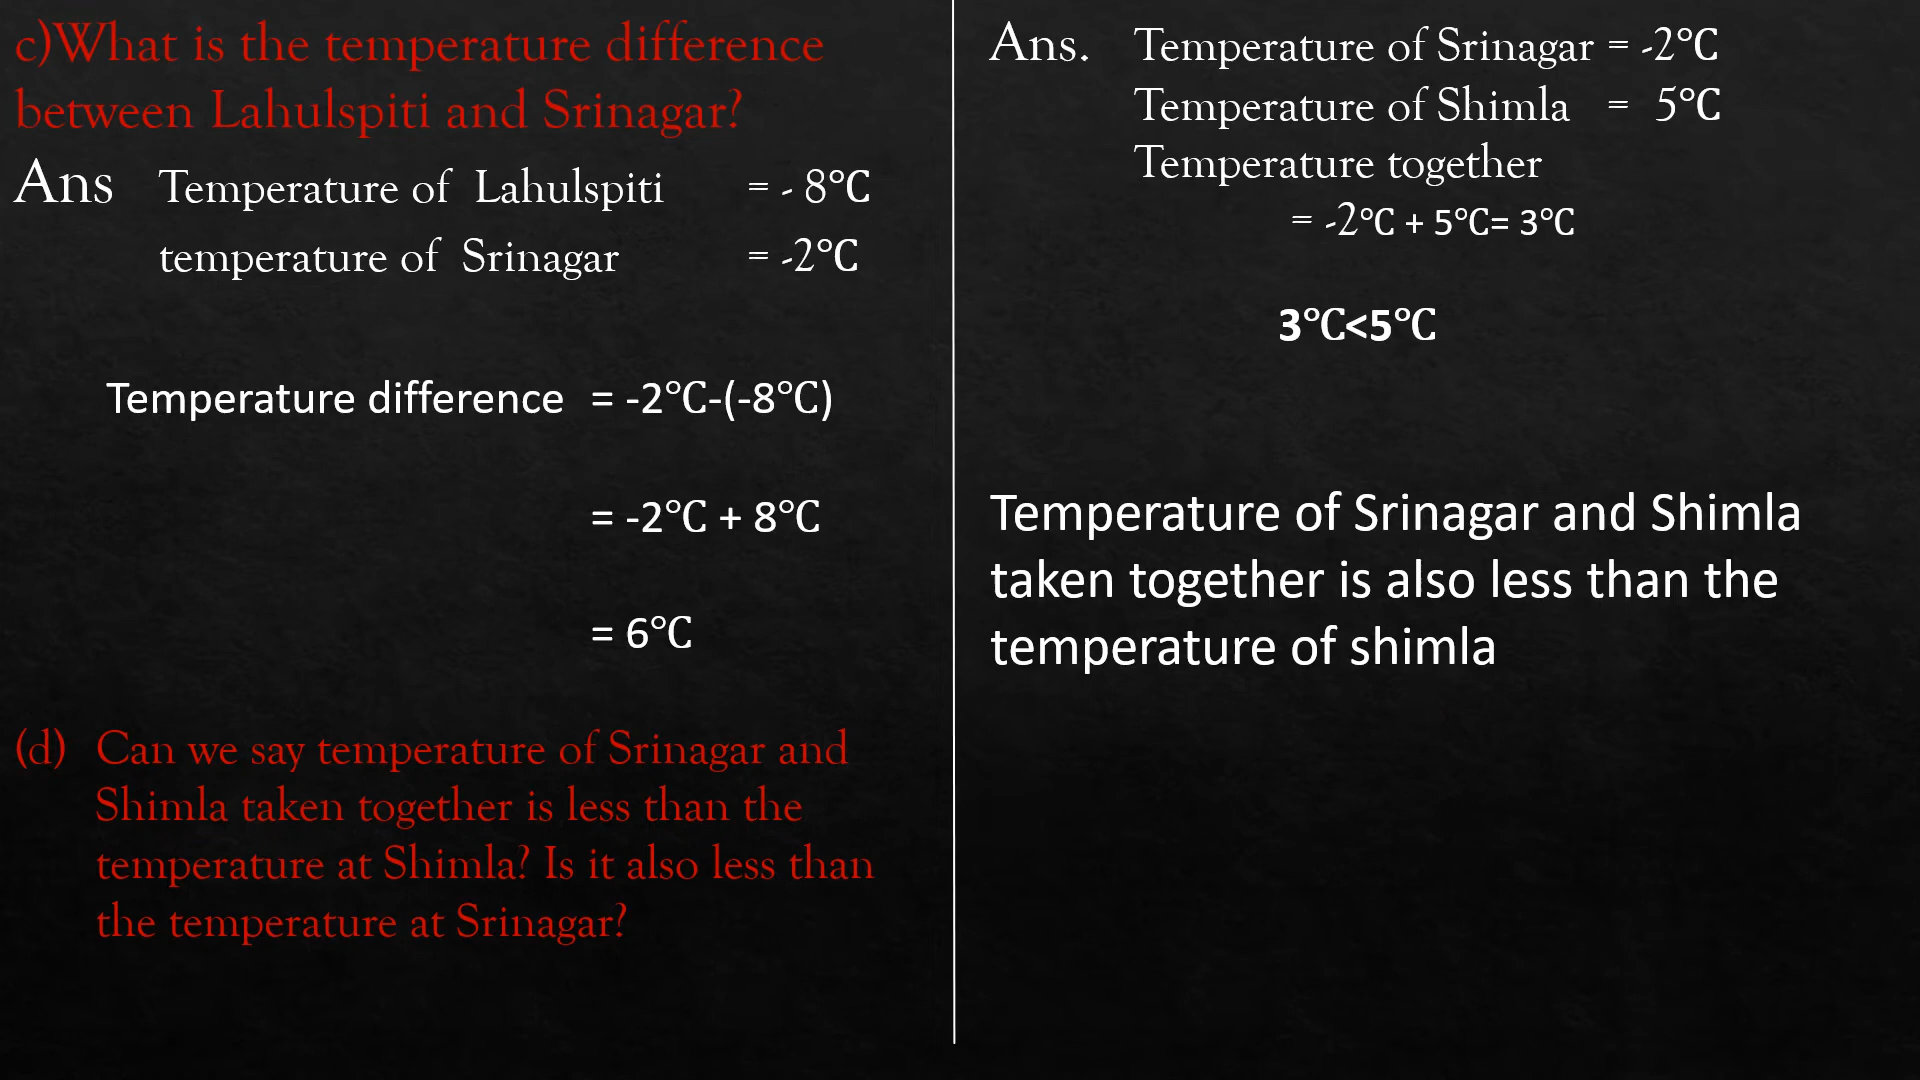 c)What is the temperature difference
between Lahulspiti and Srinagar?
Ans Temperature of Lahulspiti = - 8°C
temperature of Srinagar = -2°C
Temperature difference = -2°C-(-8°C)
= -2°C + 8°C
= 6°C
(d) Can we say temperature of Srinagar and
Shimla taken together is less than the
temperature at Shimla? Is it also less than
the temperature at Srinagar?
Ans. Temperature of Srinagar = -2°C
Temperature of Shimla = 5°C
Temperature together
= -2°C + 5°C= 3°C
3°C<5°C
Temperature of Srinagar and Shimla
taken together is also less than the
temperature of shimla